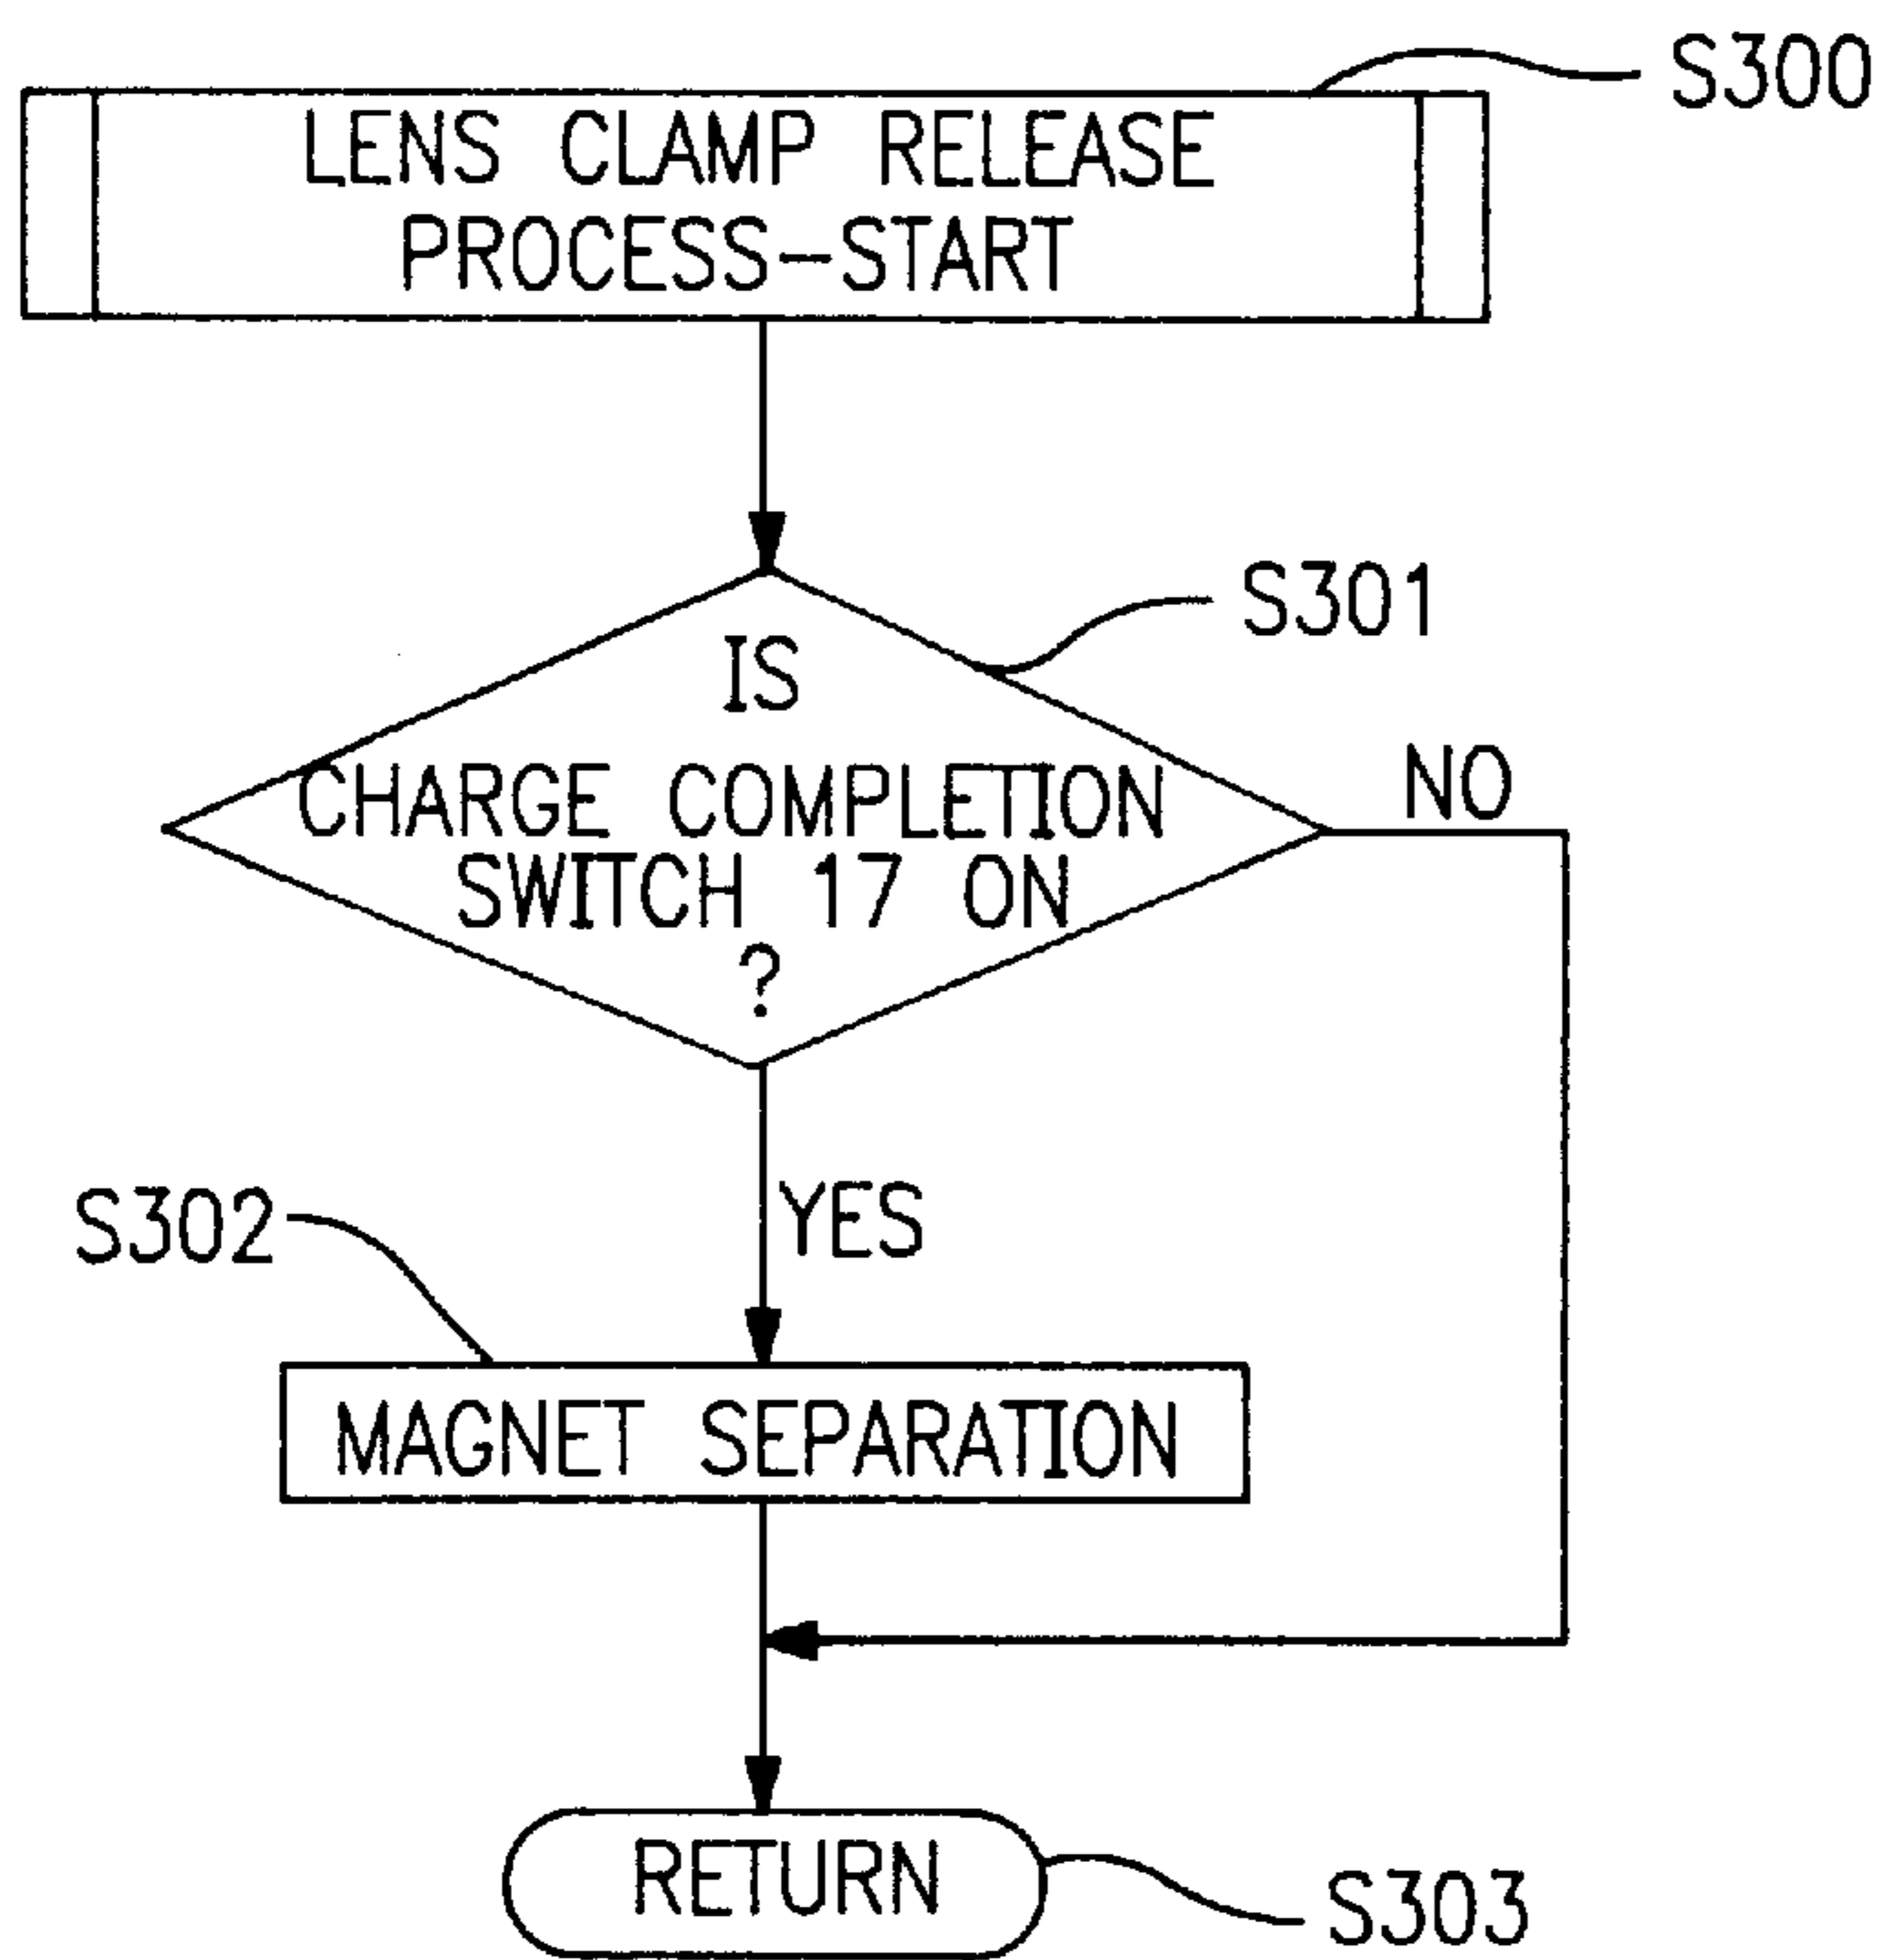 S300
LENS CLAMP RELEASE
PROCESS-START
S301
IS
CHARGE COMPLETION
SWITCH 17 ON
?
NO
YES
S302
MAGNET SEPARATION
RETURN
S303